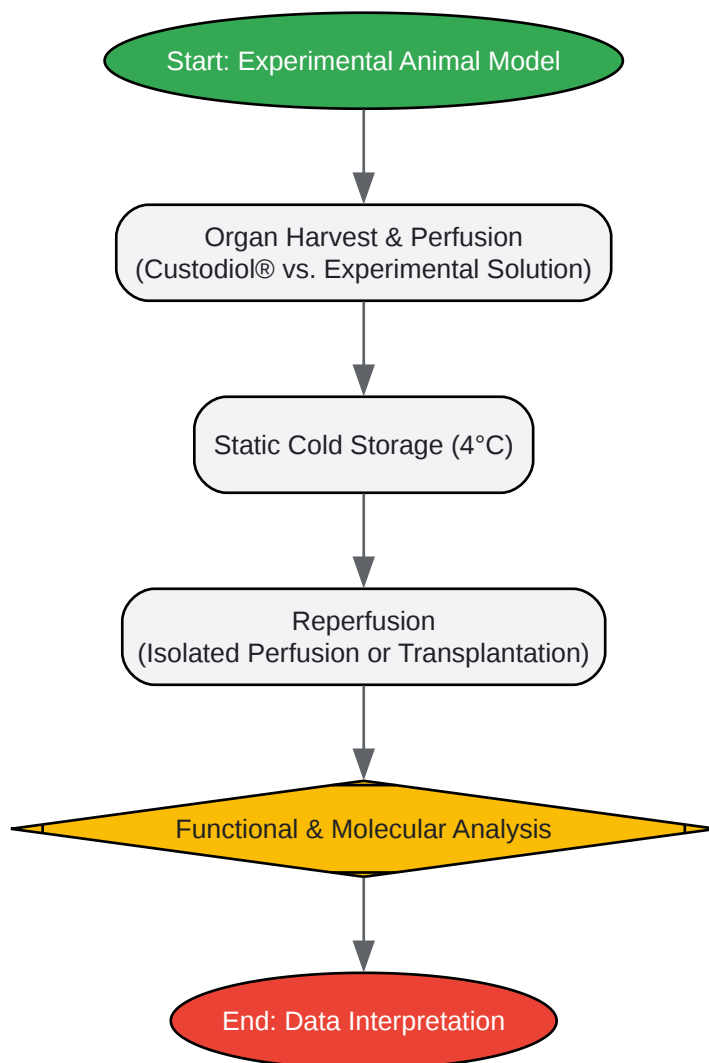 Start: Experimental Animal Model
Organ Harvest & Perfusion
(Custodiol® vs. Experimental Solution)
Static Cold Storage (4°C)
Reperfusion
(Isolated Perfusion or Transplantation)
Functional & Molecular Analysis
End: Data Interpretation